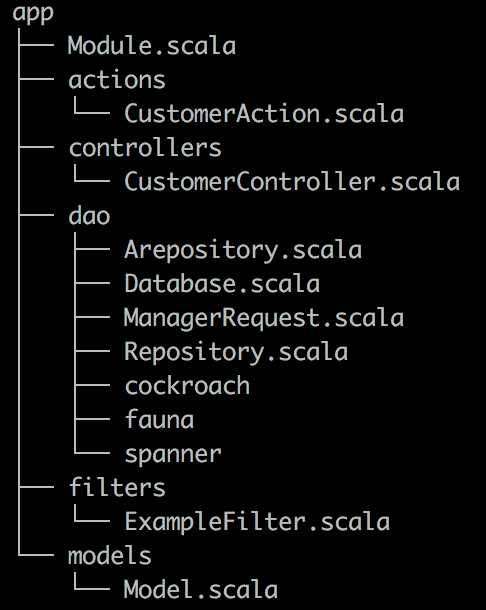 app
Module.scala
actions
CustomerAction.scala
controllers
CustomerController.scala
dao
Arepository.scala
Database.scala
ManagerRequest.scala
Repository.scala
cockroach
fauna
spanner
filters
ExampleFilter.scala
models
Model.scala